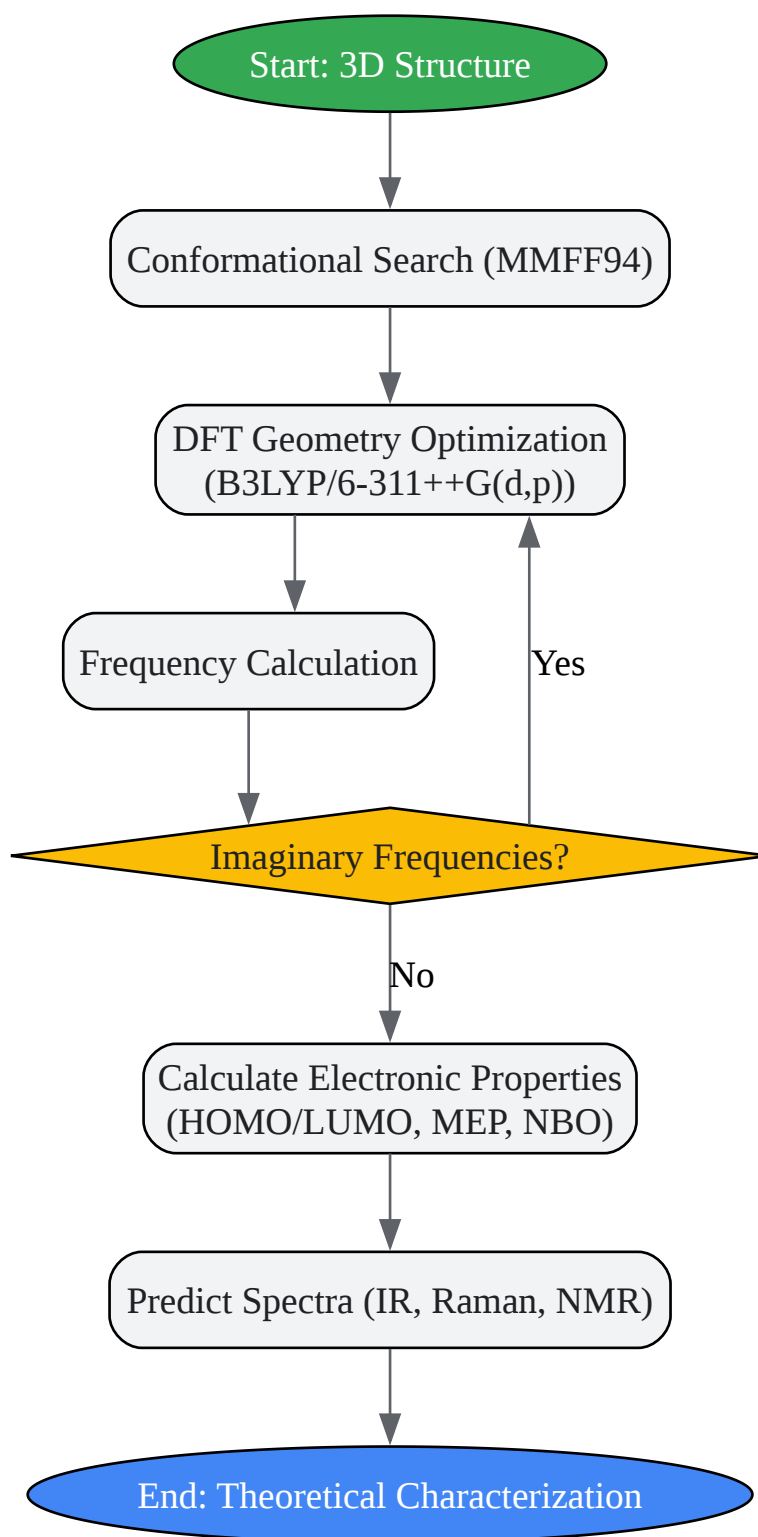 Start: 3D Structure
Conformational Search (MMFF94)
DFT Geometry Optimization
(B3LYP/6-311++G(d,p))
Frequency Calculation
Yes
Imaginary Frequencies?
No
Calculate Electronic Properties
(HOMO/LUMO, MEP, NBO)
Predict Spectra (IR, Raman, NMR)
End: Theoretical Characterization